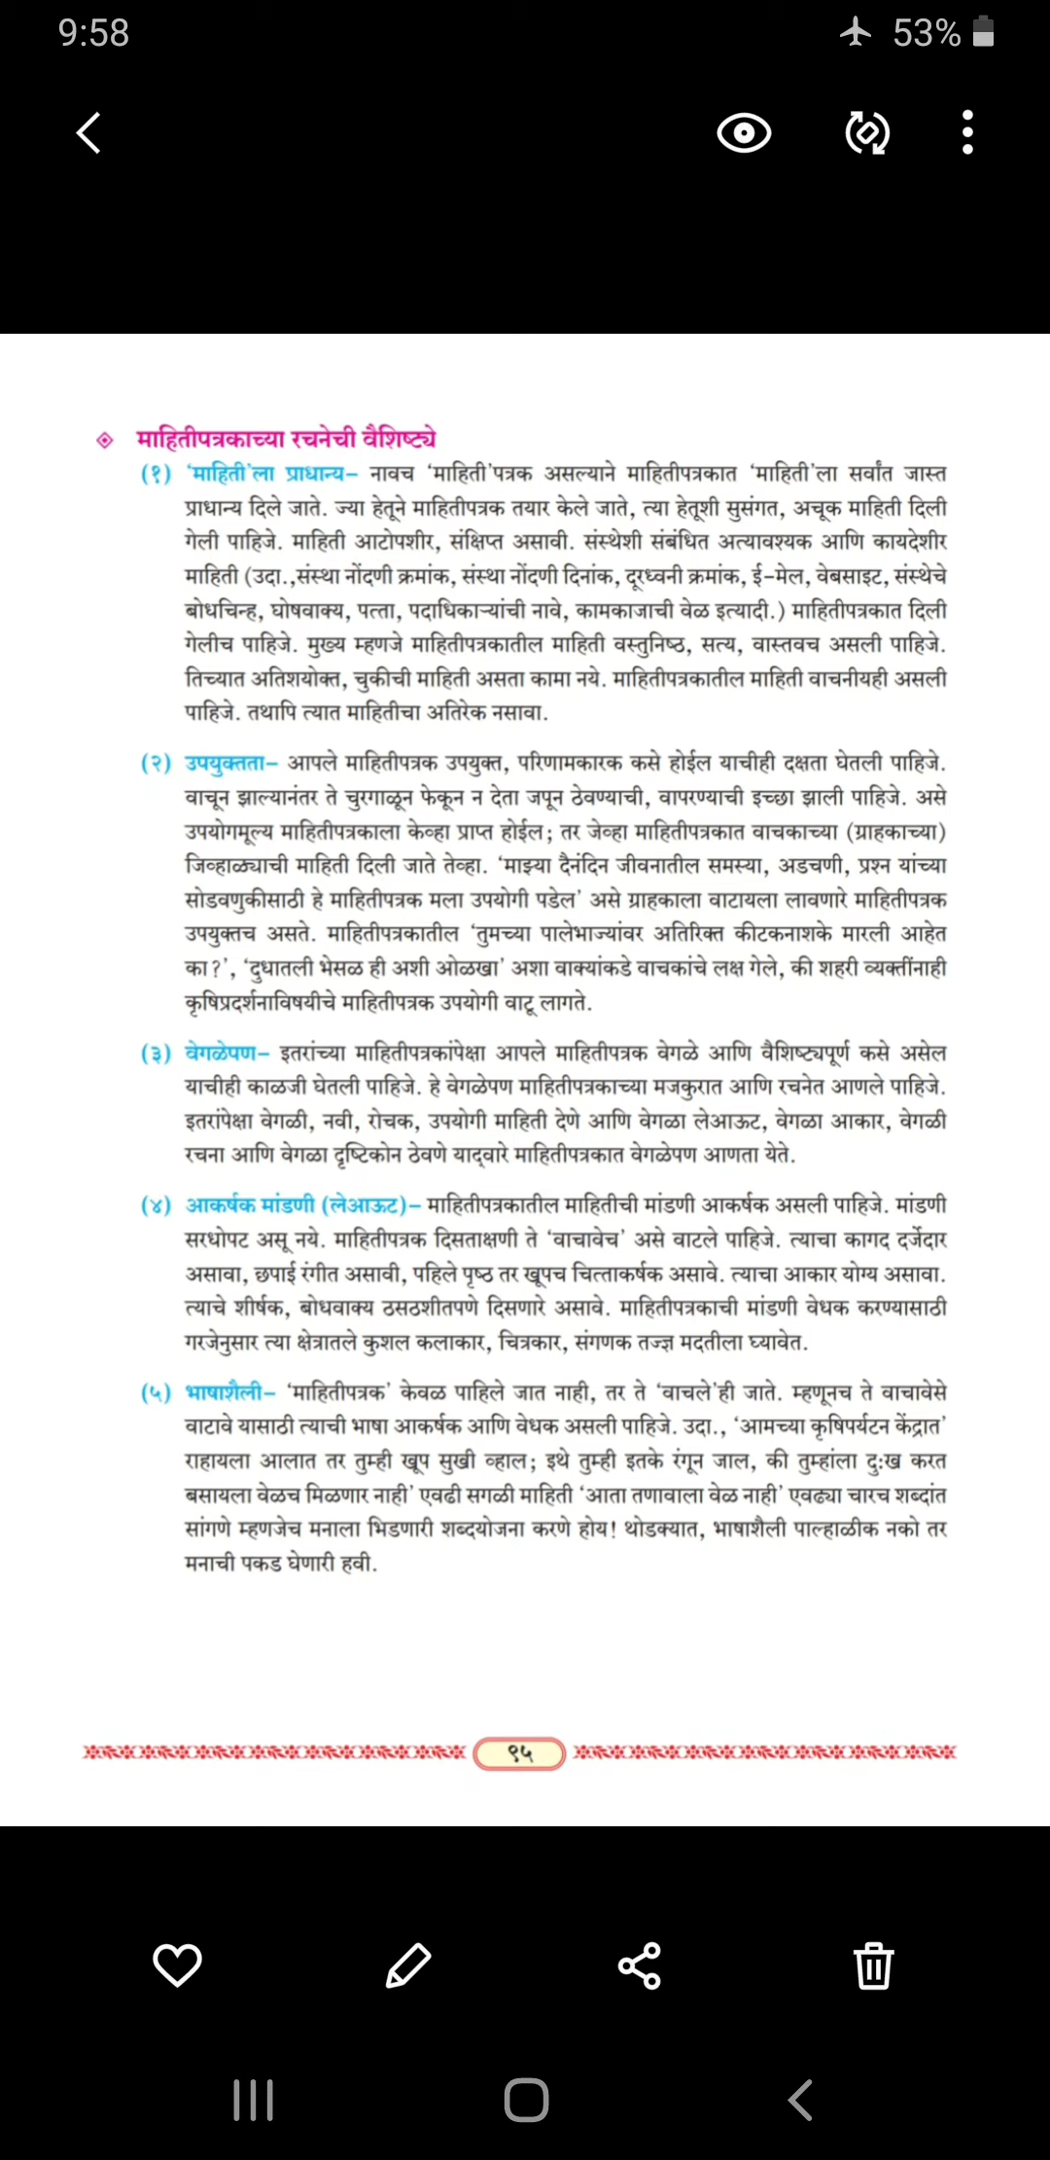 9:58
53%
माहितीपत्रकाच्या रचनेची वैशिष्ट्ये
(१) ‘माहिती’ला प्राधान्य– नावच ‘माहिती’पत्रक असल्याने माहितीपत्रकात ‘माहिती’ला सर्वांत जास्त
प्राधान्य दिले जाते. ज्या हेतूने माहितीपत्रक तयार केले जाते, त्या हेतूशी सुसंगत, अचूक माहिती दिली
गेली पाहिजे. माहिती आटोपशीर, संक्षिप्त असावी. संस्थेशी संबंधित अत्यावश्यक आणि कायदेशीर
माहिती (उदा.,संस्था नोंदणी क्रमांक, संस्था नोंदणी दिनांक, दूरध्वनी क्रमांक, ई-मेल, वेबसाइट, संस्थेचे
बोधचिन्ह, घोषवाक्य, पत्ता, पदाधिकाऱ्यांची नावे, कामकाजाची वेळ इत्यादी.) माहितीपत्रकात दिली
गेलीच पाहिजे. मुख्य म्हणजे माहितीपत्रकातील माहिती वस्तुनिष्ठ, सत्य, वास्तवच असली पाहिजे.
तिच्यात अतिशयोक्त, चुकीची माहिती असता कामा नये. माहितीपत्रकातील माहिती वाचनीयही असली
पाहिजे. तथापि त्यात माहितीचा अतिरेक नसावा.
(२) उपयुक्तता– आपले माहितीपत्रक उपयुक्त, परिणामकारक कसे होईल याचीही दक्षता घेतली पाहिजे.
वाचून झाल्यानंतर ते चुरगाळून फेकून न देता जपून ठेवण्याची, वापरण्याची इच्छा झाली पाहिजे. असे
उपयोगमूल्य माहितीपत्रकाला केव्हा प्राप्त होईल; तर जेव्हा माहितीपत्रकात वाचकाच्या (ग्राहकाच्या)
जिव्हाळ्याची माहिती दिली जाते तेव्हा. ‘माझ्या दैनंदिन जीवनातील समस्या, अडचणी, प्रश्न यांच्या
सोडवणुकीसाठी हे माहितीपत्रक मला उपयोगी पडेल’ असे ग्राहकाला वाटायला लावणारे माहितीपत्रक
उपयुक्तच असते. माहितीपत्रकातील ‘तुमच्या पालेभाज्यांवर अतिरिक्त कीटकनाशके मारली आहेत
का?’, ‘दुधातली भेसळ ही अशी ओळखा’ अशा वाक्यांकडे वाचकांचे लक्ष गेले, की शहरी व्यक्तींनाही
कृषिप्रदर्शनाविषयीचे माहितीपत्रक उपयोगी वाटू लागते.
(३) वेगळेपण– इतरांच्या माहितीपत्रकांपेक्षा आपले माहितीपत्रक वेगळे आणि वैशिष्ट्यपूर्ण कसे असेल
याचीही काळजी घेतली पाहिजे. हे वेगळेपण माहितीपत्रकाच्या मजकुरात आणि रचनेत आणले पाहिजे.
इतरांपेक्षा वेगळी, नवी, रोचक, उपयोगी माहिती देणे आणि वेगळा लेआऊट, वेगळा आकार, वेगळी
रचना आणि वेगळा दृष्टिकोन ठेवणे याद्वारे माहितीपत्रकात वेगळेपण आणता येते.
(४) आकर्षक मांडणी (लेआऊट)– माहितीपत्रकातील माहितीची मांडणी आकर्षक असली पाहिजे. मांडणी
सरधोपट असू नये. माहितीपत्रक दिसताक्षणी ते ‘वाचावेच’ असे वाटले पाहिजे. त्याचा कागद दर्जेदार
असावा, छपाई रंगीत असावी, पहिले पृष्ठ तर खूपच चित्ताकर्षक असावे. त्याचा आकार योग्य असावा.
त्याचे शीर्षक, बोधवाक्य ठसठशीतपणे दिसणारे असावे. माहितीपत्रकाची मांडणी वेधक करण्यासाठी
गरजेनुसार त्या क्षेत्रातले कुशल कलाकार, चित्रकार, संगणक तज्ज्ञ मदतीला घ्यावेत.
(५) भाषाशैली– ‘माहितीपत्रक’ केवळ पाहिले जात नाही, तर ते ‘वाचले’ही जाते. म्हणूनच ते वाचावेसे
वाटावे यासाठी त्याची भाषा आकर्षक आणि वेधक असली पाहिजे. उदा., ‘आमच्या कृषिपर्यटन केंद्रात’
राहायला आलात तर तुम्ही खूप सुखी व्हाल; इथे तुम्ही इतके रंगून जाल, की तुम्हांला दुःख करत
बसायला वेळच मिळणार नाही’ एवढी सगळी माहिती ‘आता तणावाला वेळ नाही’ एवढ्या चारच शब्दांत
सांगणे म्हणजेच मनाला भिडणारी शब्दयोजना करणे होय! थोडक्यात, भाषाशैली पाल्हाळीक नको तर
मनाची पकड घेणारी हवी.
९५